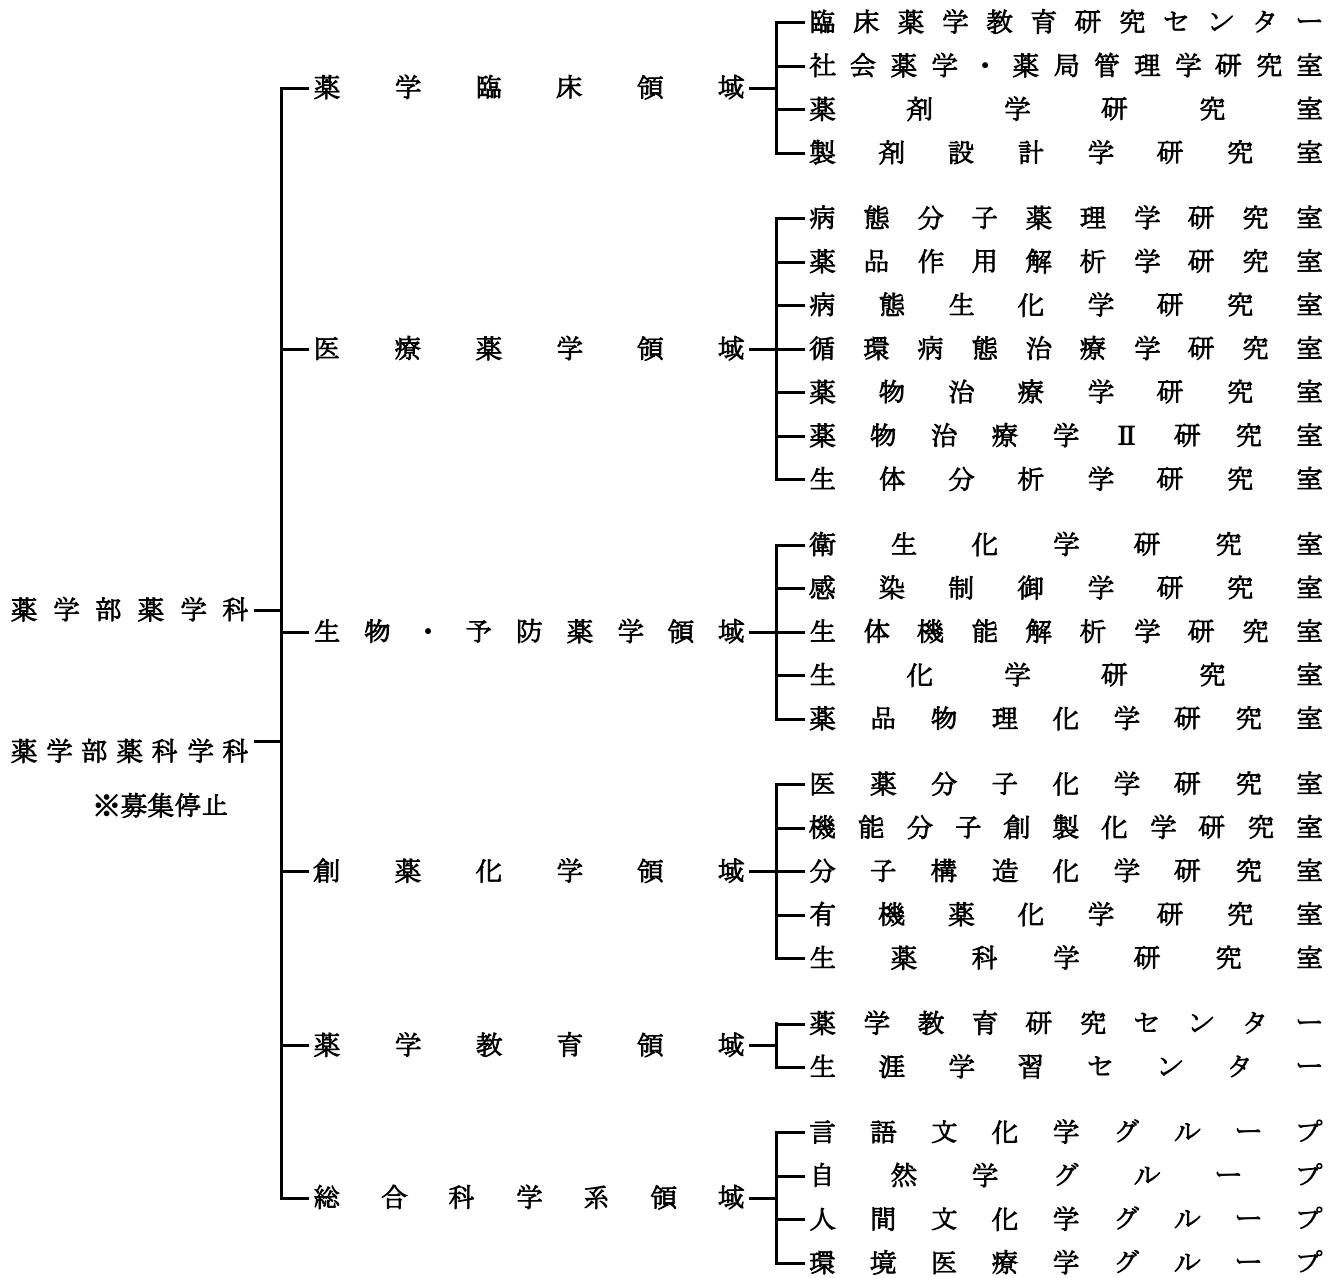 薬学部薬学科
薬学部薬科学科
※募集停止
薬学臨床領域
臨床薬学教育研究センター
社会薬学・薬局管理学研究室
薬剤学研究室
製剤設計学研究室
医療薬学領域
病態分子薬理学研究室
薬品作用解析学研究室
病態生化学研究室
循環病態治療学研究室
薬物治療学研究室
薬物治療学Ⅱ研究室
生体分析学研究室
生物・予防薬学領域
衛生化学研究室
感染制御学研究室
生体機能解析学研究室
生化学研究室
薬品物理化学研究室
創薬化学領域
医薬分子化学研究室
機能分子創製化学研究室
分子構造化学研究室
有機薬化学研究室
生薬科学研究室
薬学教育領域
薬学教育研究センター
生涯学習センター
総合科学系領域
言語文化学グループ
自然学グループ
人間文化学グループ
環境医療学グループ